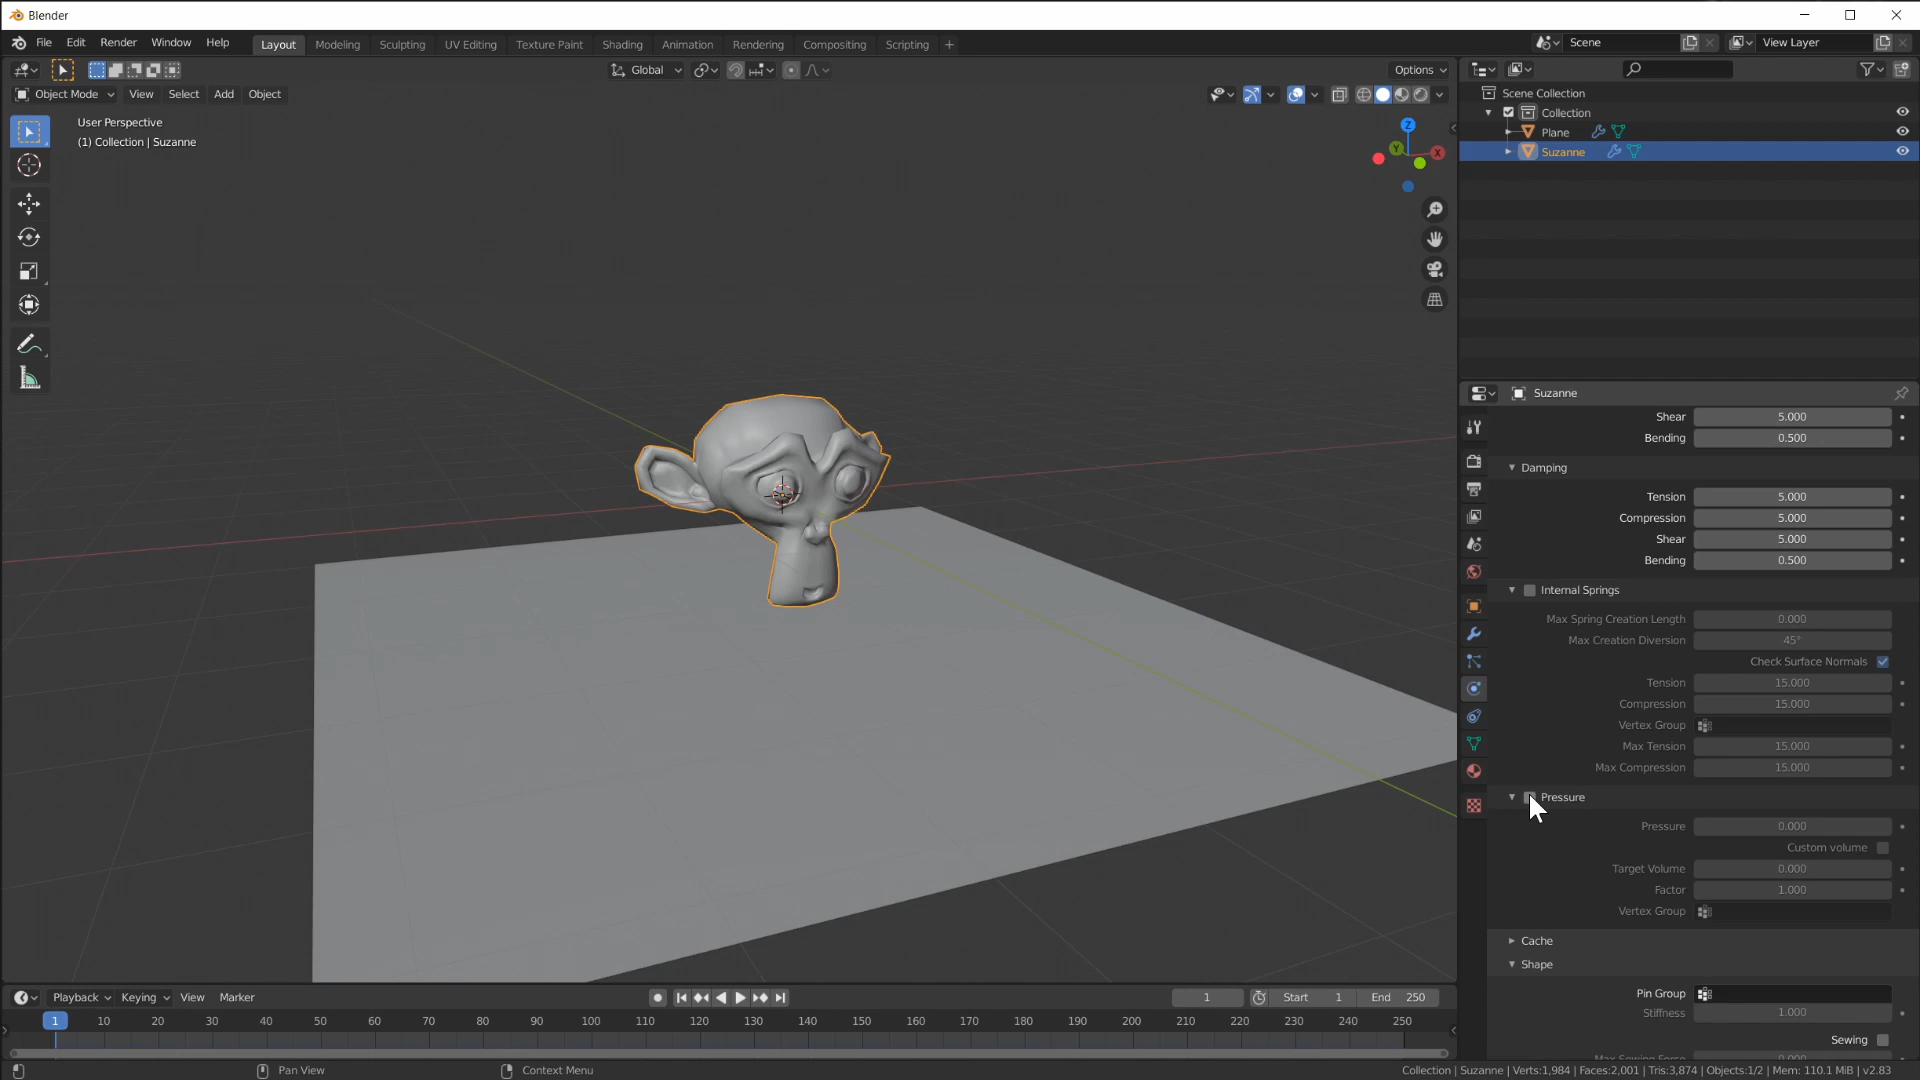 Blender
File Edit Render Window Help Layout Modeling Sculpting UV Editing Texture Paint Shading Animation Rendering Compositing Scripting + Scene View Layer
Global Options
Object Mode View Select Add Object
User Perspective
(1) Collection | Suzanne
Z
Y X
Scene Collection
Collection
Plane
Suzanne
Suzanne
Shear 5.000
Bending 0.500
Damping
Tension 5.000
Compression 5.000
Shear 5.000
Bending 0.500
Internal Springs
Max Spring Creation Length 0.000
Max Creation Diversion 45°
Check Surface Normals
Tension 15.000
Compression 15.000
Vertex Group
Max Tension 15.000
Max Compression 15.000
Pressure
Pressure 0.000
Custom volume
Target Volume 0.000
Factor 1.000
Vertex Group
Cache
Shape
Pin Group
Stiffness 1.000
Sewing
Max Sewing Force 0.000
Playback Keying View Marker 1 Start 1 End 250
1 10 20 30 40 50 60 70 80 90 100 110 120 130 140 150 160 170 180 190 200 210 220 230 240 250
Pan View Context Menu Collection | Suzanne | Verts:1,984 | Faces:2,001 | Tris:3,874 | Objects:1/2 | Mem: 110.1 MiB | v2.83